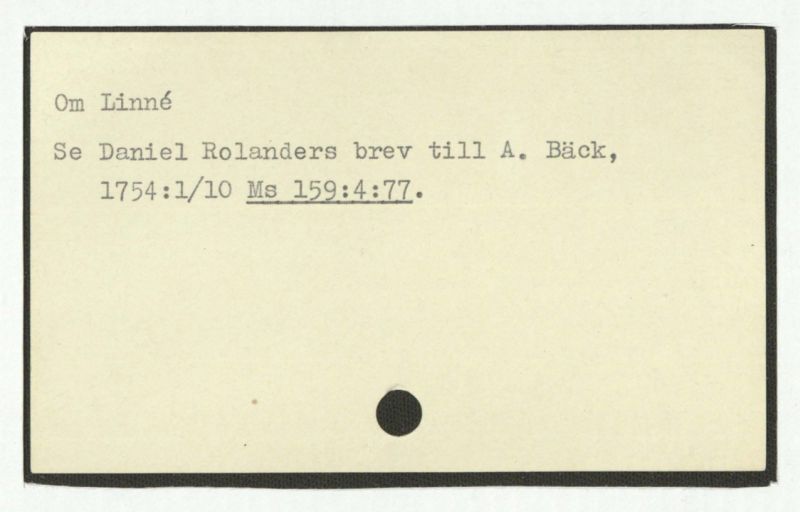 Om Linné
Se Daniel Rolanders brev till A. Bäck,
1754:1/10 Ms 159:4:77.